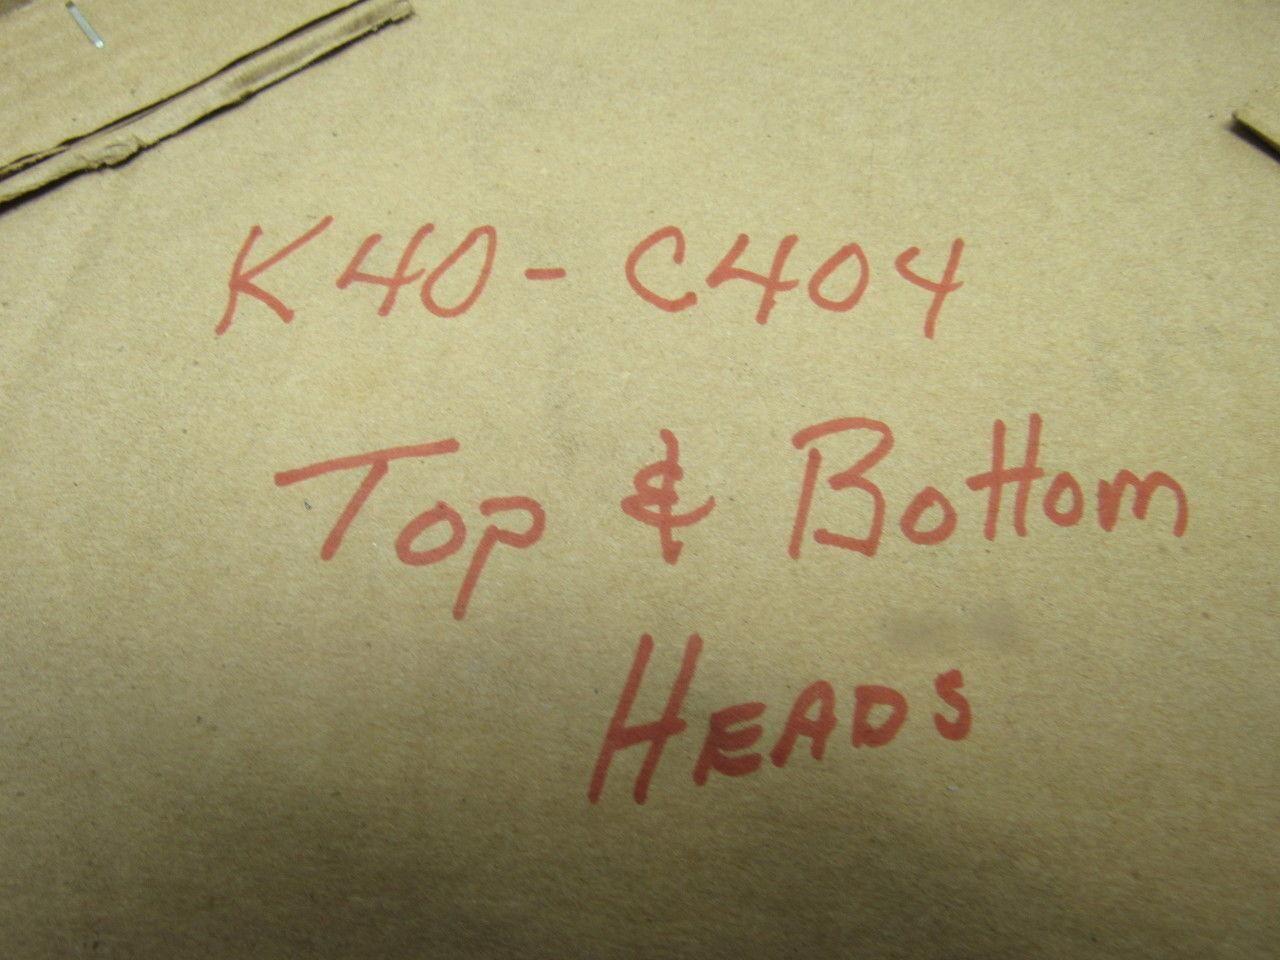 K40-C404
Top & Bottom
HEADS